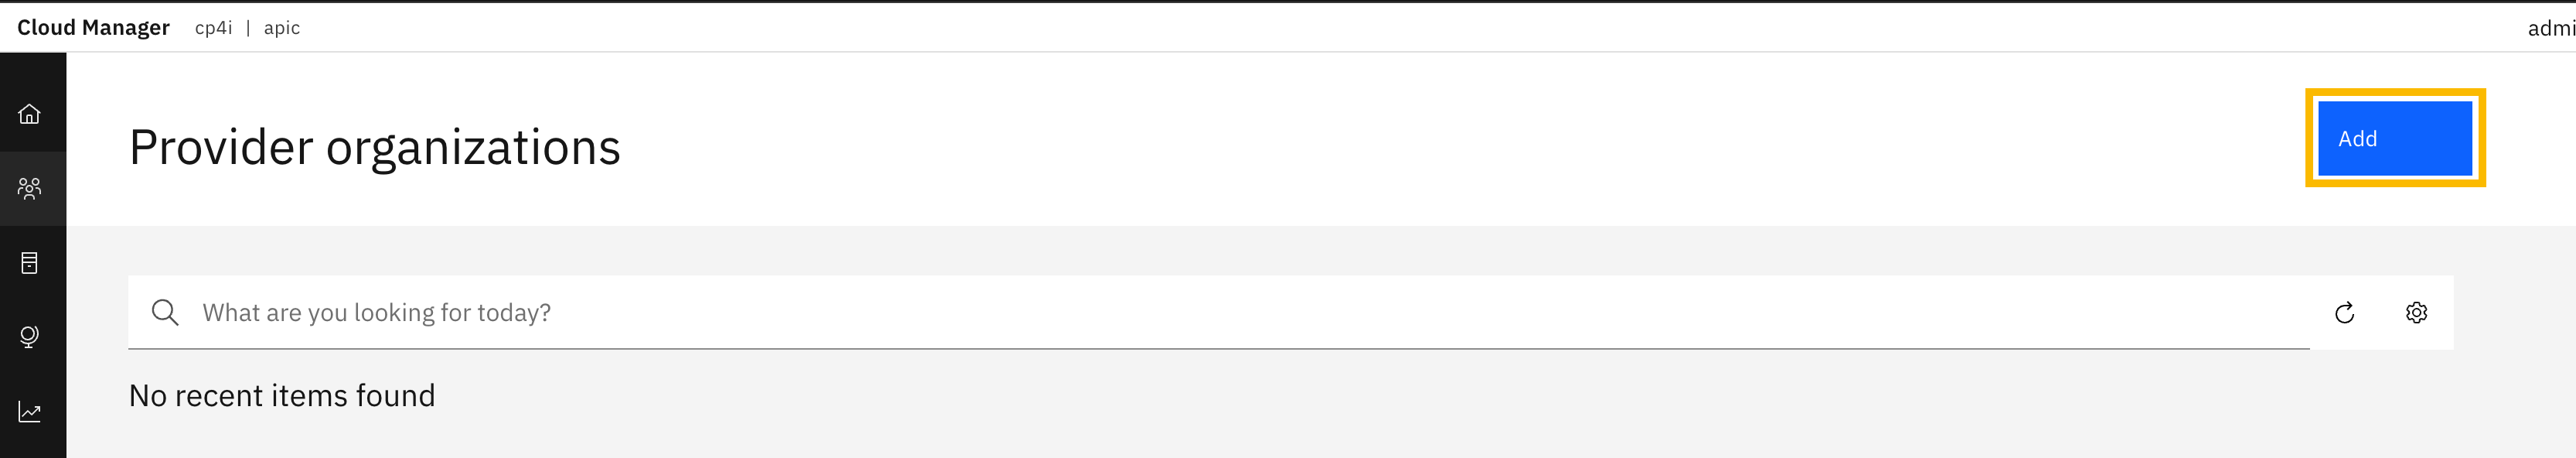 Cloud Manager cp4i | apic admi
Provider organizations
Add
What are you looking for today?
No recent items found